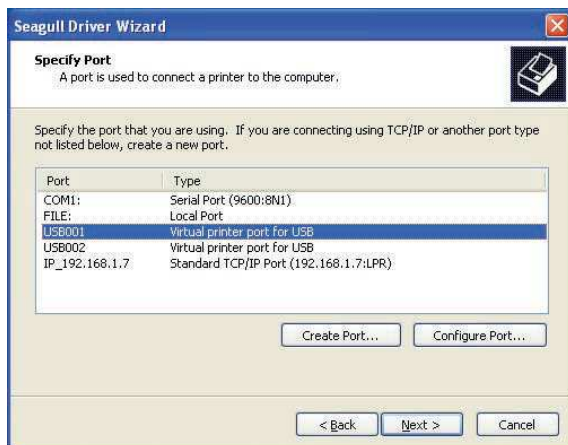 Seagull Driver Wizard
Specify Port
A port is used to connect a printer to the computer.
Specify the port that you are using. If you are connecting using TCP/IP or another port type
not listed below, create a new port.
Port Type
COM1: Serial Port (9600:8N1)
FILE: Local Port
USB001 Virtual printer port for USB
USB002 Virtual printer port for USB
IP_192.168.1.7 Standard TCP/IP Port (192.168.1.7:LPR)
Create Port... Configure Port...
< Back Next > Cancel